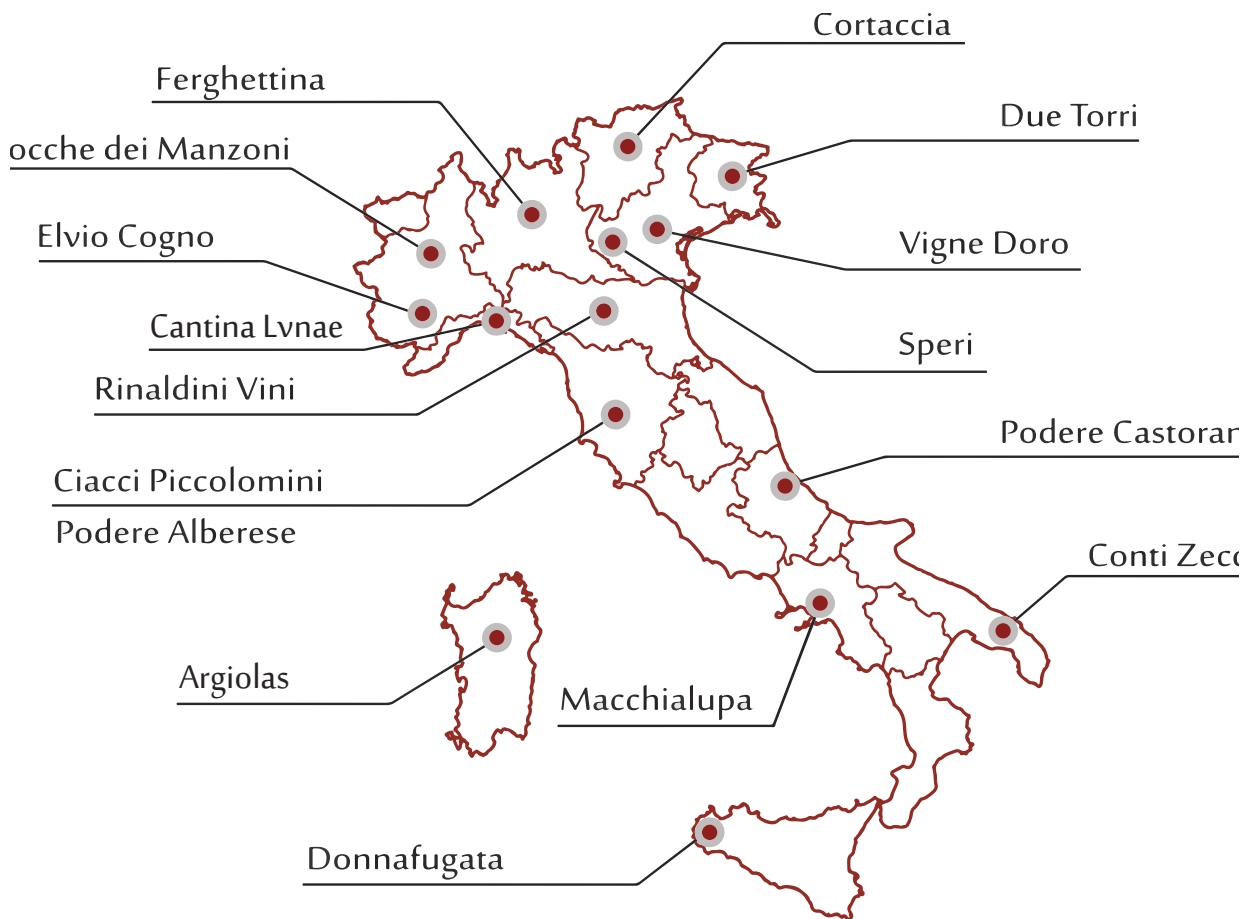 Cortaccia
Ferghettina
Due Torri
ocche dei Manzoni
Elvio Cogno
Vigne Doro
Cantina Lvnae
Speri
Rinaldini Vini
Podere Castoran
Ciacci Piccolomini
Podere Alberese
Conti Zecc
Argiolas
Macchialupa
Donnafugata